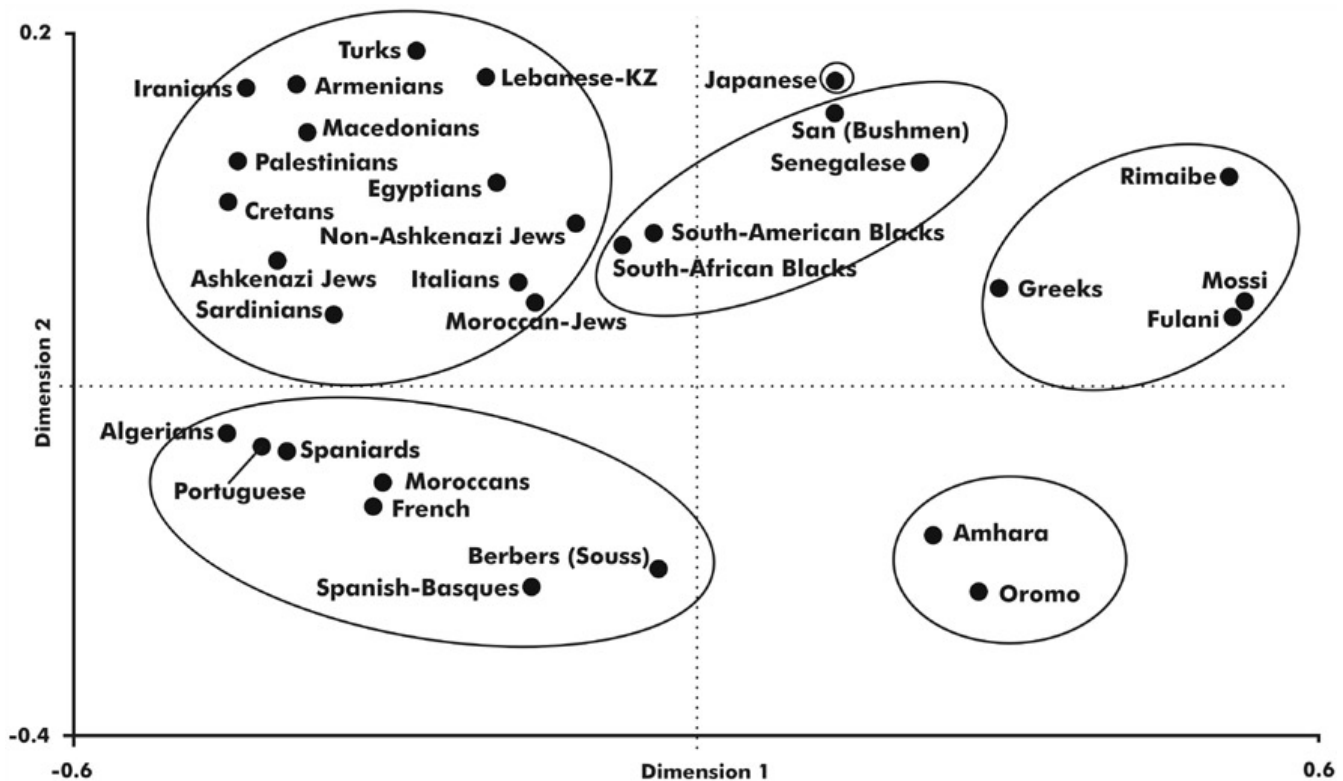 0.2
Turks
Lebanese-KZ
Japanese
Iranians
Armenians
Macedonians
San (Bushmen)
Palestinians
Senegalese
Egyptians
Rimaibe
Cretans
Non-Ashkenazi Jews
South-American Blacks
South-African Blacks
Ashkenazi Jews
Italians
Greeks
Mossi
Sardinians
Moroccan-Jews
Fulani
Dimension 2
Algerians
Spaniards
Portuguese
Moroccans
French
Berbers (Souss)
Amhara
Spanish-Basques
Oromo
-0.4
-0.6
Dimension 1
0.6